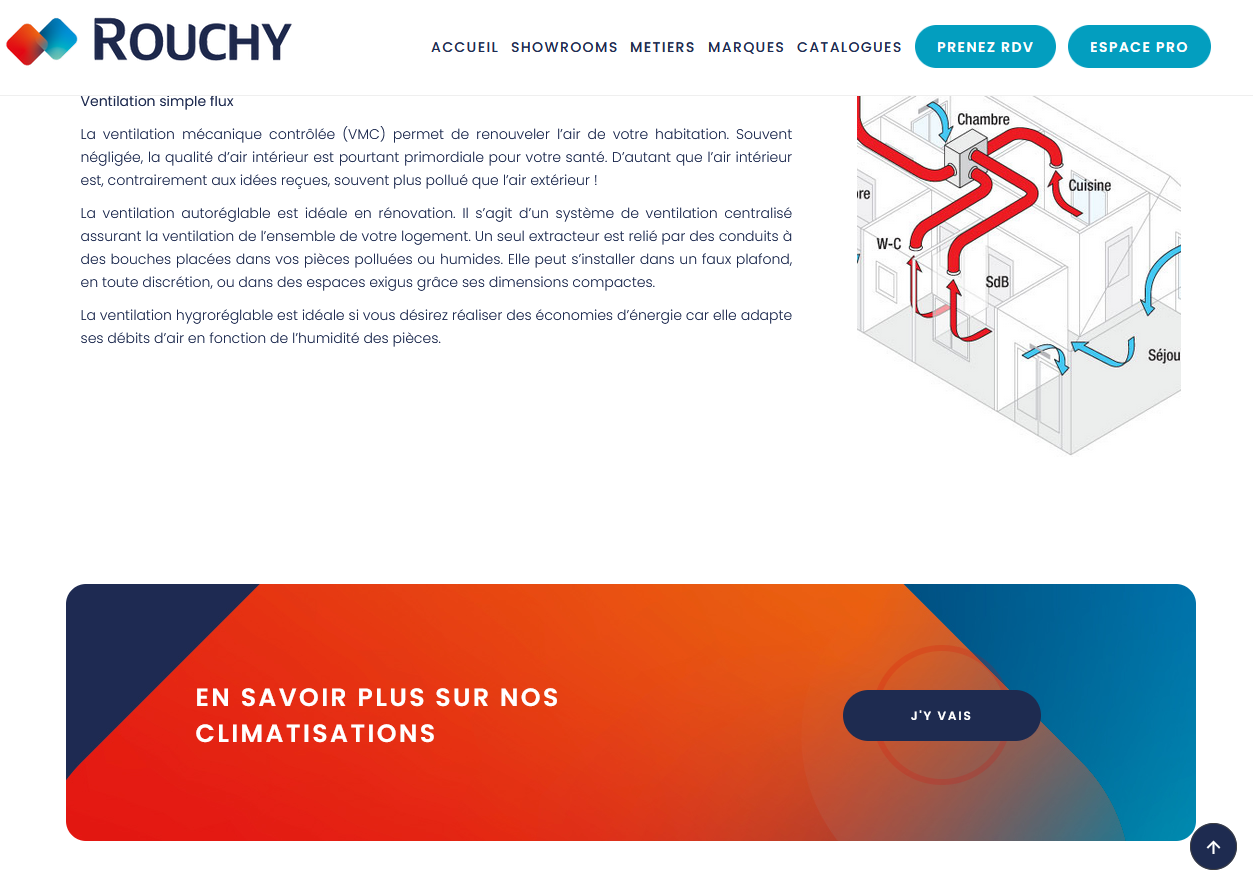 ROUCHY
ACCUEIL SHOWROOMS METIERS MARQUES CATALOGUES PRENEZ RDV ESPACE PRO
Ventilation simple flux
La ventilation mécanique contrôlée (VMC) permet de renouveler l’air de votre habitation. Souvent
négligée, la qualité d’air intérieur est pourtant primordiale pour votre santé. D’autant que l’air intérieur
est, contrairement aux idées reçues, souvent plus pollué que l’air extérieur !
La ventilation autoréglable est idéale en rénovation. Il s’agit d’un système de ventilation centralisé
assurant la ventilation de l’ensemble de votre logement. Un seul extracteur est relié par des conduits à
des bouches placées dans vos pièces polluées ou humides. Elle peut s’installer dans un faux plafond,
en toute discrétion, ou dans des espaces exigus grâce ses dimensions compactes.
La ventilation hygroréglable est idéale si vous désirez réaliser des économies d’énergie car elle adapte
ses débits d’air en fonction de l’humidité des pièces.
Chambre
Cuisine
bre
W-C
SdB
Séjou
EN SAVOIR PLUS SUR NOS
CLIMATISATIONS
J'Y VAIS